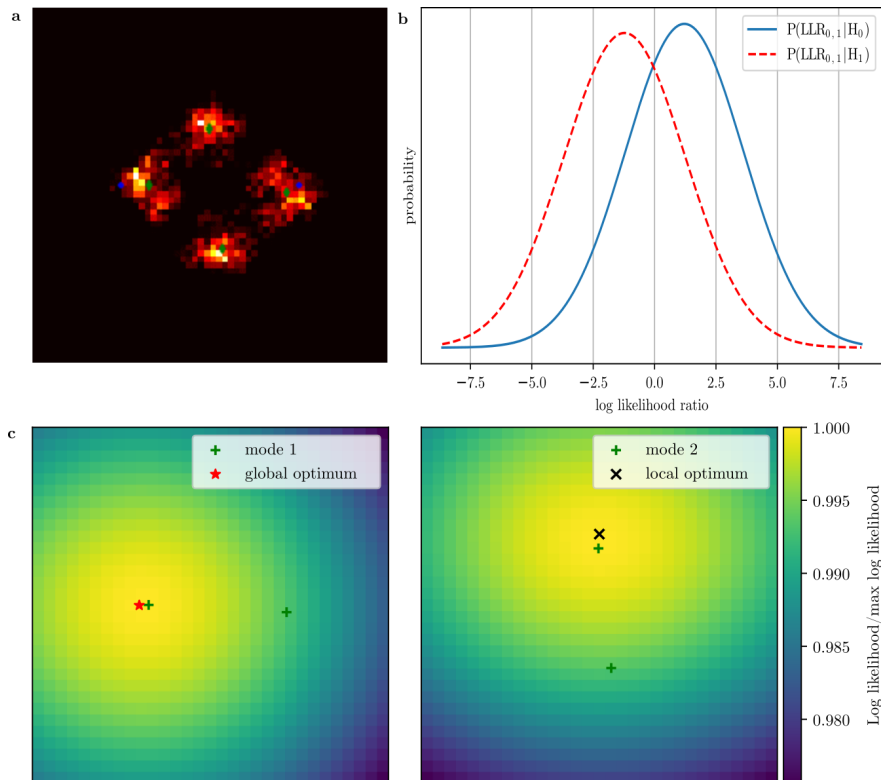 a
b
P(LLR0,1|H0)
P(LLR0,1|H1)
probability
−7.5 −5.0 −2.5 0.0 2.5 5.0 7.5
log likelihood ratio
c
mode 1
global optimum
mode 2
local optimum
1.000
0.995
0.990
0.985
0.980
Log likelihood/max log likelihood